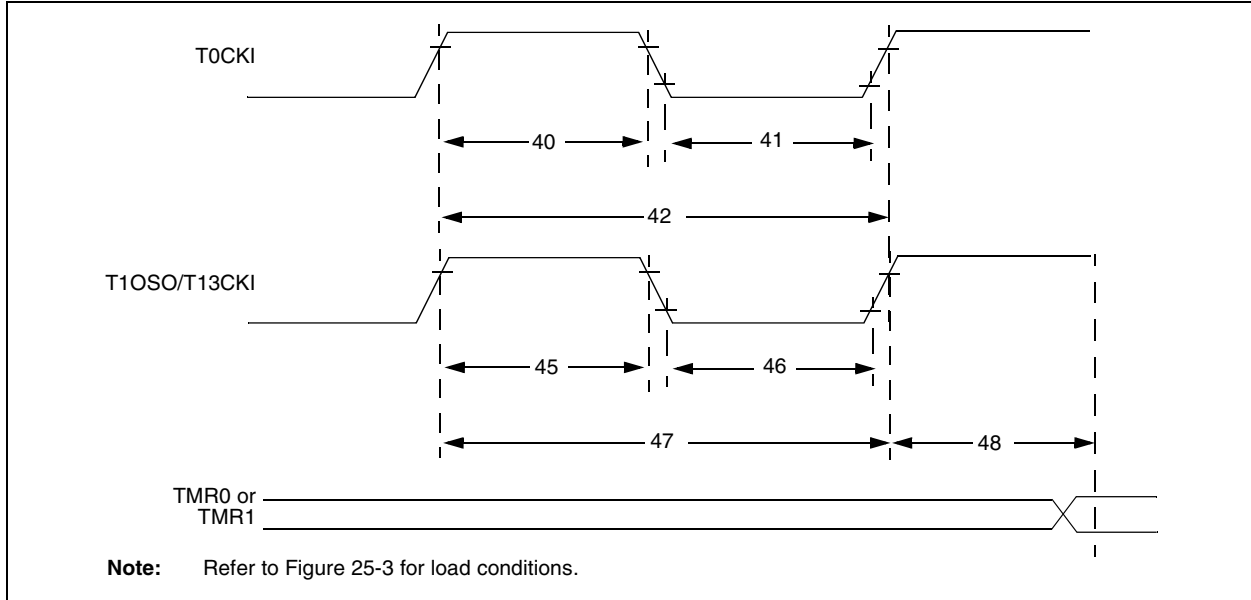 T0CKI
40
41
42
T1OSO/T13CKI
45
46
47
48
TMR0 or
TMR1
Note: Refer to Figure 25-3 for load conditions.